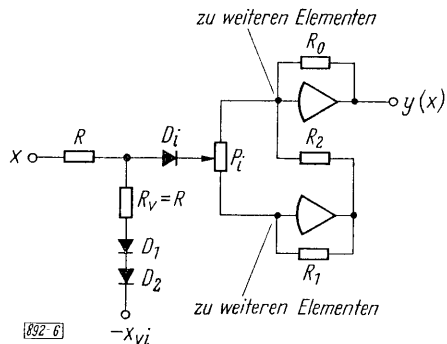 zu weiteren Elementen
R₀
y(x)
R
Dᵢ
Pᵢ
R₂
x
Rᵥ=R
D₁
D₂
R₁
-xᵥᵢ
zu weiteren Elementen
892-6